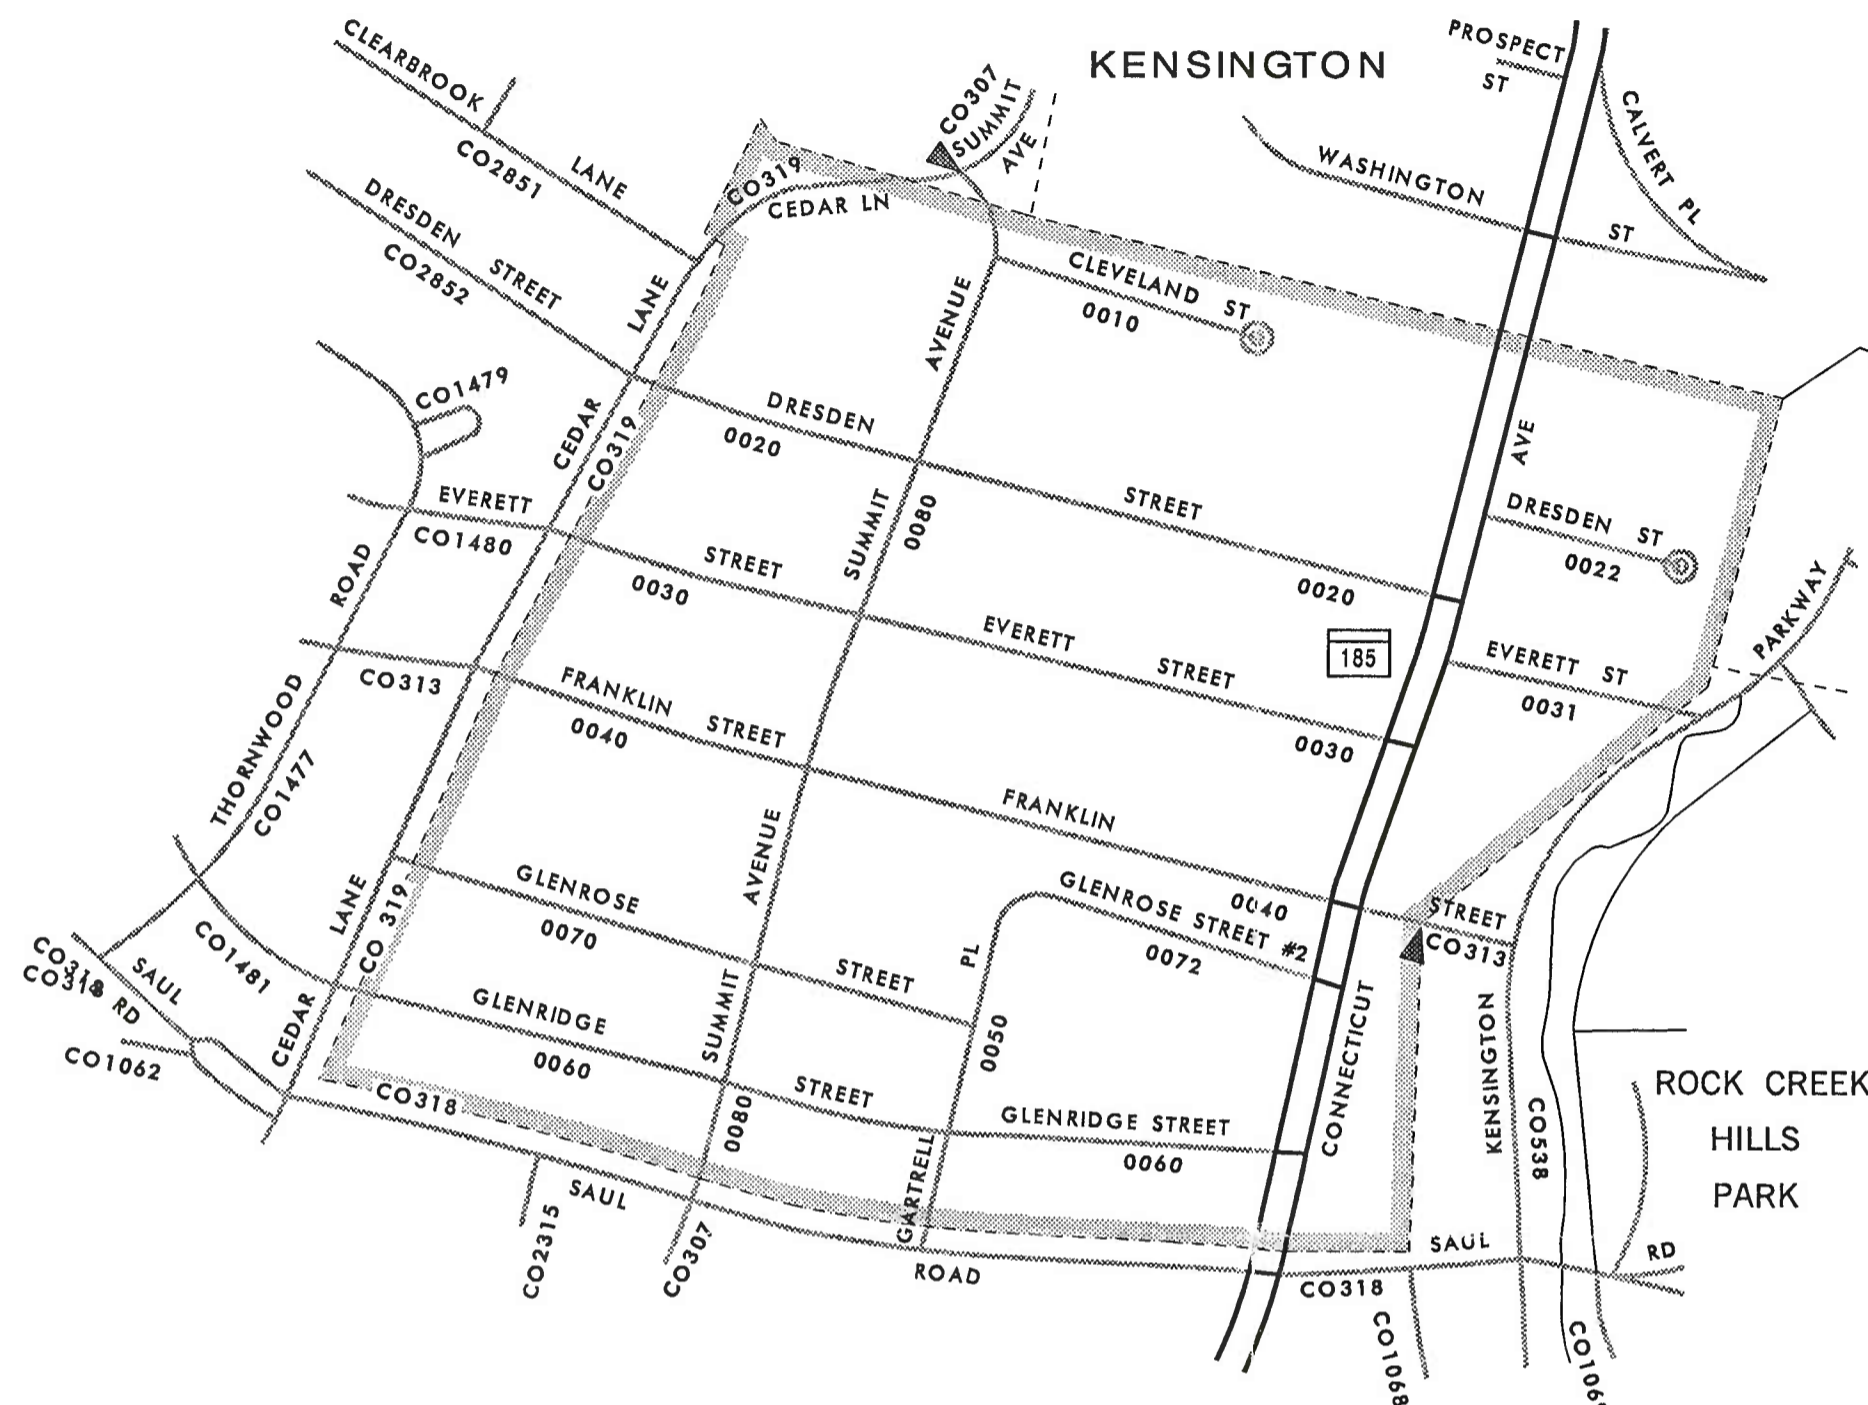 KENSINGTON
PROSPECT
ST
CLEARBROOK
LANE
CO2851
CO307
SUMMIT
AVE
CALVERT PL
WASHINGTON
ST
DRESDEN
STREET
CO2852
CO319
CEDAR LN
CLEVELAND ST
0010
LANE
CEDAR
CO319
AVENUE
CO1479
DRESDEN
0020
STREET
0020
AVE
DRESDEN ST
0022
EVERETT
CO1480
STREET
0030
SUMMIT
0080
EVERETT
STREET
0030
185
EVERETT ST
0031
PARKWAY
ROAD
CO313
FRANKLIN
STREET
0040
FRANKLIN
0040
STREET
CO313
THORNWOOD
CO1477
AVENUE
GLENROSE
0070
STREET
PL
GLENROSE STREET #2
0072
LANE
CO 319
CO1481
SAUL
RD
CO318
CO1062
CEDAR
GLENRIDGE
0060
STREET
SUMMIT
0080
0050
GLENRIDGE STREET
0060
CONNECTICUT
KENSINGTON
CO538
ROCK CREEK
HILLS
PARK
CO318
SAUL
CO2315
CO307
GARTRELL
ROAD
SAUL
RD
CO318
CO1068